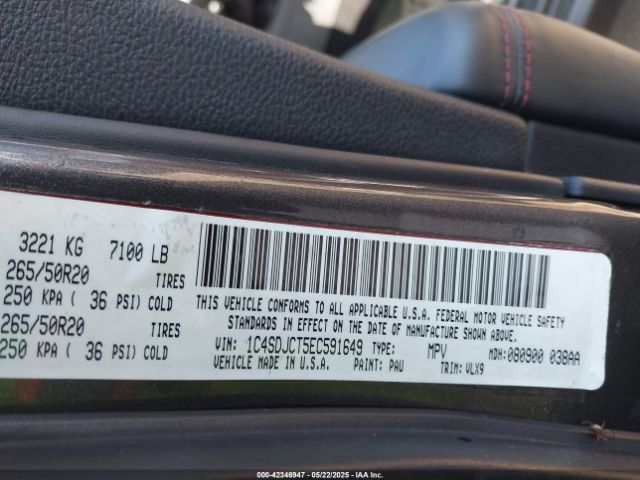 3221 KG 7100 LB
265/50R20 TIRES
250 KPA ( 36 PSI) COLD
265/50R20 TIRES
250 KPA ( 36 PSI) COLD
THIS VEHICLE CONFORMS TO ALL APPLICABLE U.S.A. FEDERAL MOTOR VEHICLE SAFETY
STANDARDS IN EFFECT ON THE DATE OF MANUFACTURE SHOWN ABOVE.
VIN: 1C4SDJCT5EC591649 TYPE: MPV MDH: 080900 038AA
VEHICLE MADE IN U.S.A. PAINT: PAU TRIM: VLX9
000-42346947 - 05/22/2025 - IAA Inc.